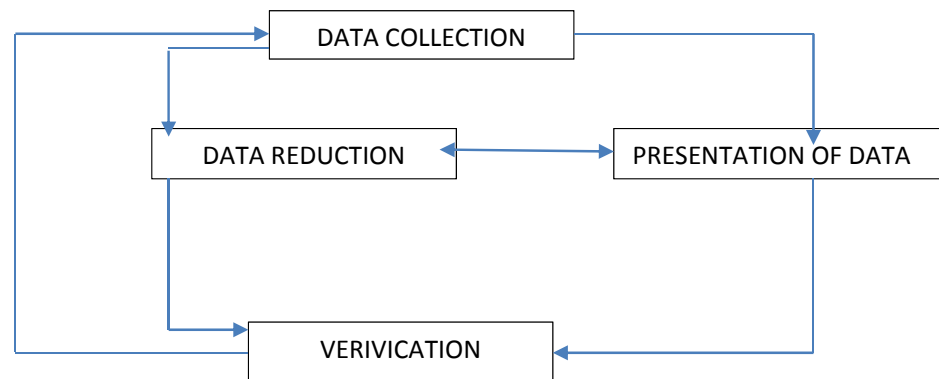 DATA COLLECTION
DATA REDUCTION
PRESENTATION OF DATA
VERIVICATION